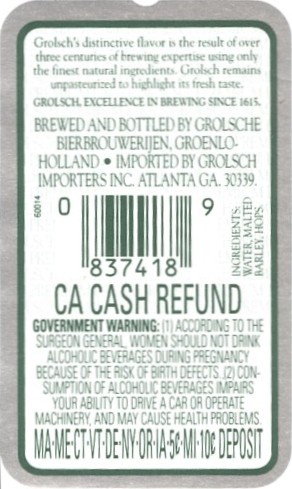 Grolsch's distinctive flavor is the result of over
three centuries of brewing expertise using only
the finest natural ingredients. Grolsch remains
unpasteurized to highlight its fresh taste.
GROLSCH, EXCELLENCE IN BREWING SINCE 1615.
BREWED AND BOTTLED BY GROLSCHE
BIERBROUWERIJEN, GROENLO-
HOLLAND • IMPORTED BY GROLSCH
IMPORTERS INC. ATLANTA GA. 30339.
60014
0 9
837418
INGREDIENTS:
WATER, MALTED
BARLEY, HOPS.
CA CASH REFUND
GOVERNMENT WARNING: (1) ACCORDING TO THE
SURGEON GENERAL, WOMEN SHOULD NOT DRINK
ALCOHOLIC BEVERAGES DURING PREGNANCY
BECAUSE OF THE RISK OF BIRTH DEFECTS. (2) CON-
SUMPTION OF ALCOHOLIC BEVERAGES IMPAIRS
YOUR ABILITY TO DRIVE A CAR OR OPERATE
MACHINERY, AND MAY CAUSE HEALTH PROBLEMS.
MA·ME·CT·VT·DE·NY·OR·IA·5¢·MI·10¢ DEPOSIT